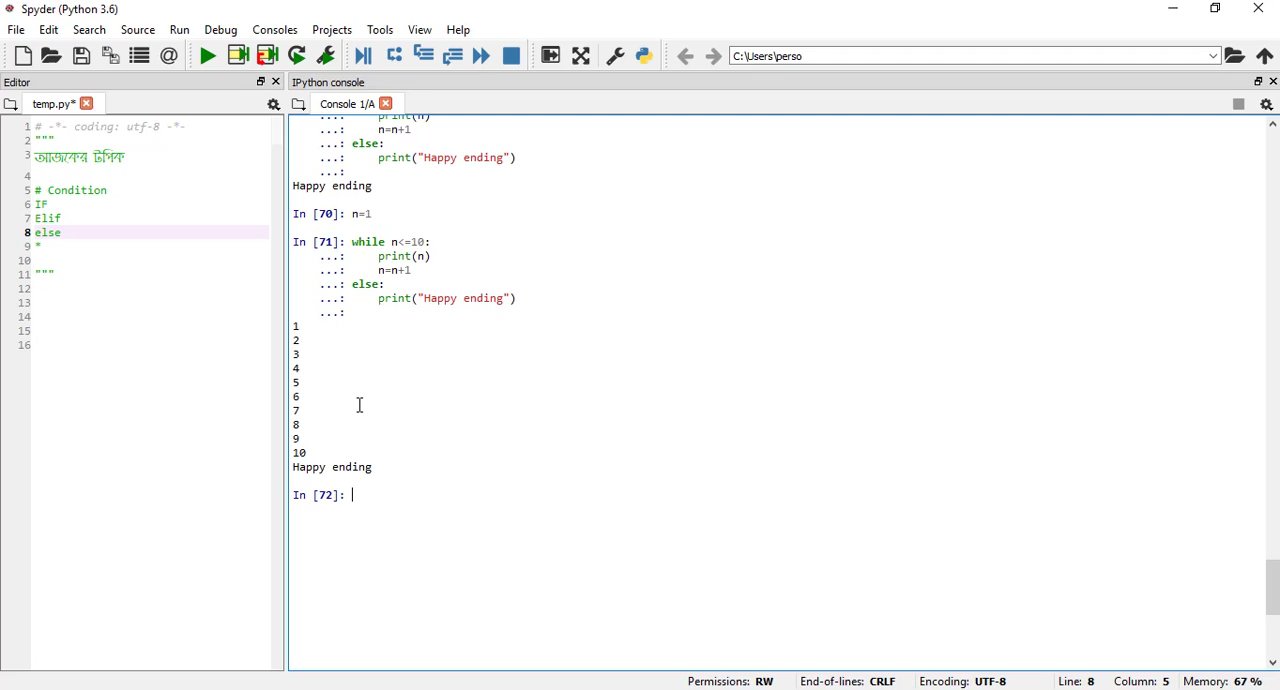 Spyder (Python 3.6)
File Edit Search Source Run Debug Consoles Projects Tools View Help
C:\Users\perso
Editor
IPython console
temp.py*
Console 1/A
1 # -*- coding: utf-8 -*-
2 """
3 আজকের টপিক
4
5 # Condition
6 IF
7 Elif
8 else
9 *
10
11 """
12
13
14
15
16
...: print(n)
...: n=n+1
...: else:
...: print("Happy ending")
...:
Happy ending
In [70]: n=1
In [71]: while n<=10:
...: print(n)
...: n=n+1
...: else:
...: print("Happy ending")
...:
1
2
3
4
5
6
7
8
9
10
Happy ending
In [72]:
Permissions: RW End-of-lines: CRLF Encoding: UTF-8 Line: 8 Column: 5 Memory: 67 %